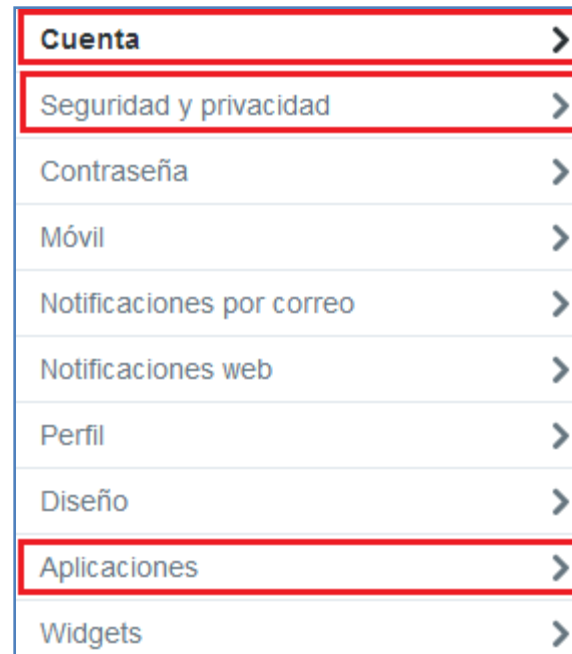 Cuenta
Seguridad y privacidad
Contraseña
Móvil
Notificaciones por correo
Notificaciones web
Perfil
Diseño
Aplicaciones
Widgets